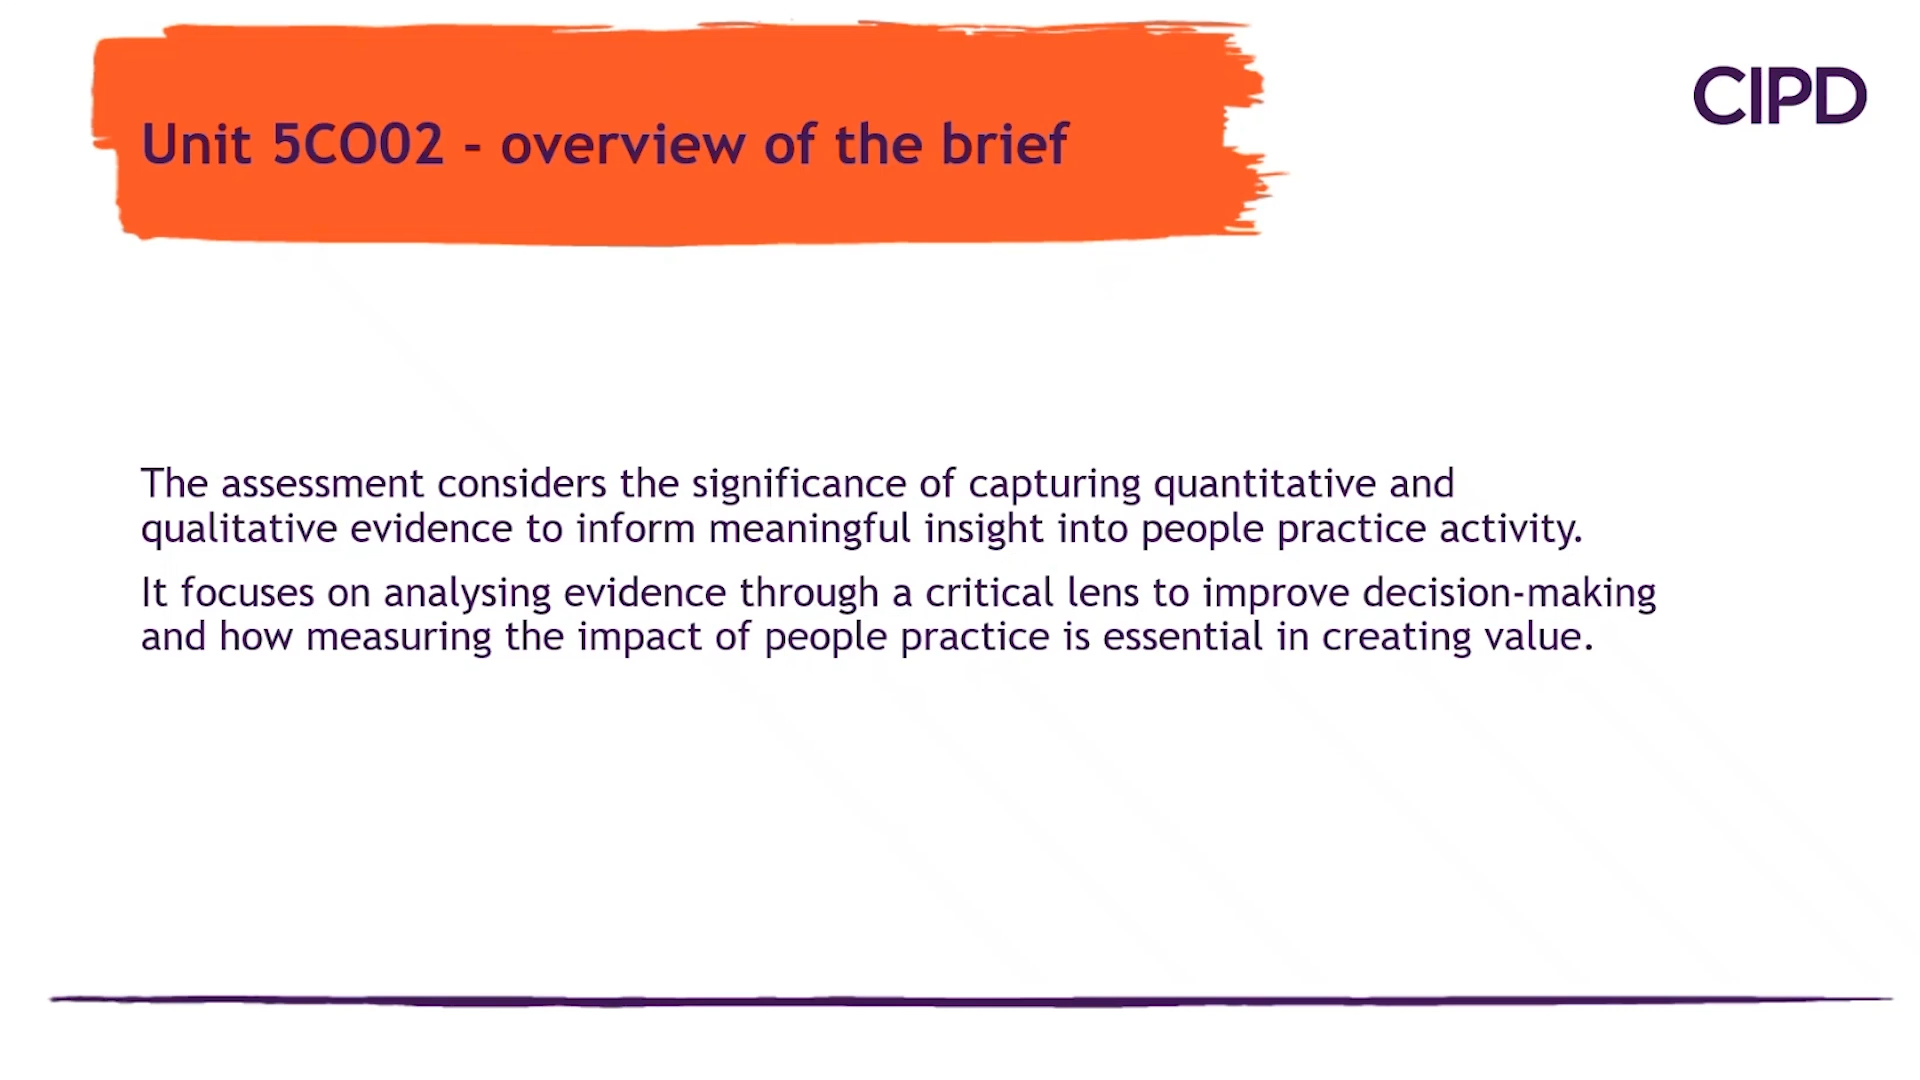 Unit 5CO02 - overview of the brief
CIPD
The assessment considers the significance of capturing quantitative and
qualitative evidence to inform meaningful insight into people practice activity.
It focuses on analysing evidence through a critical lens to improve decision-making
and how measuring the impact of people practice is essential in creating value.